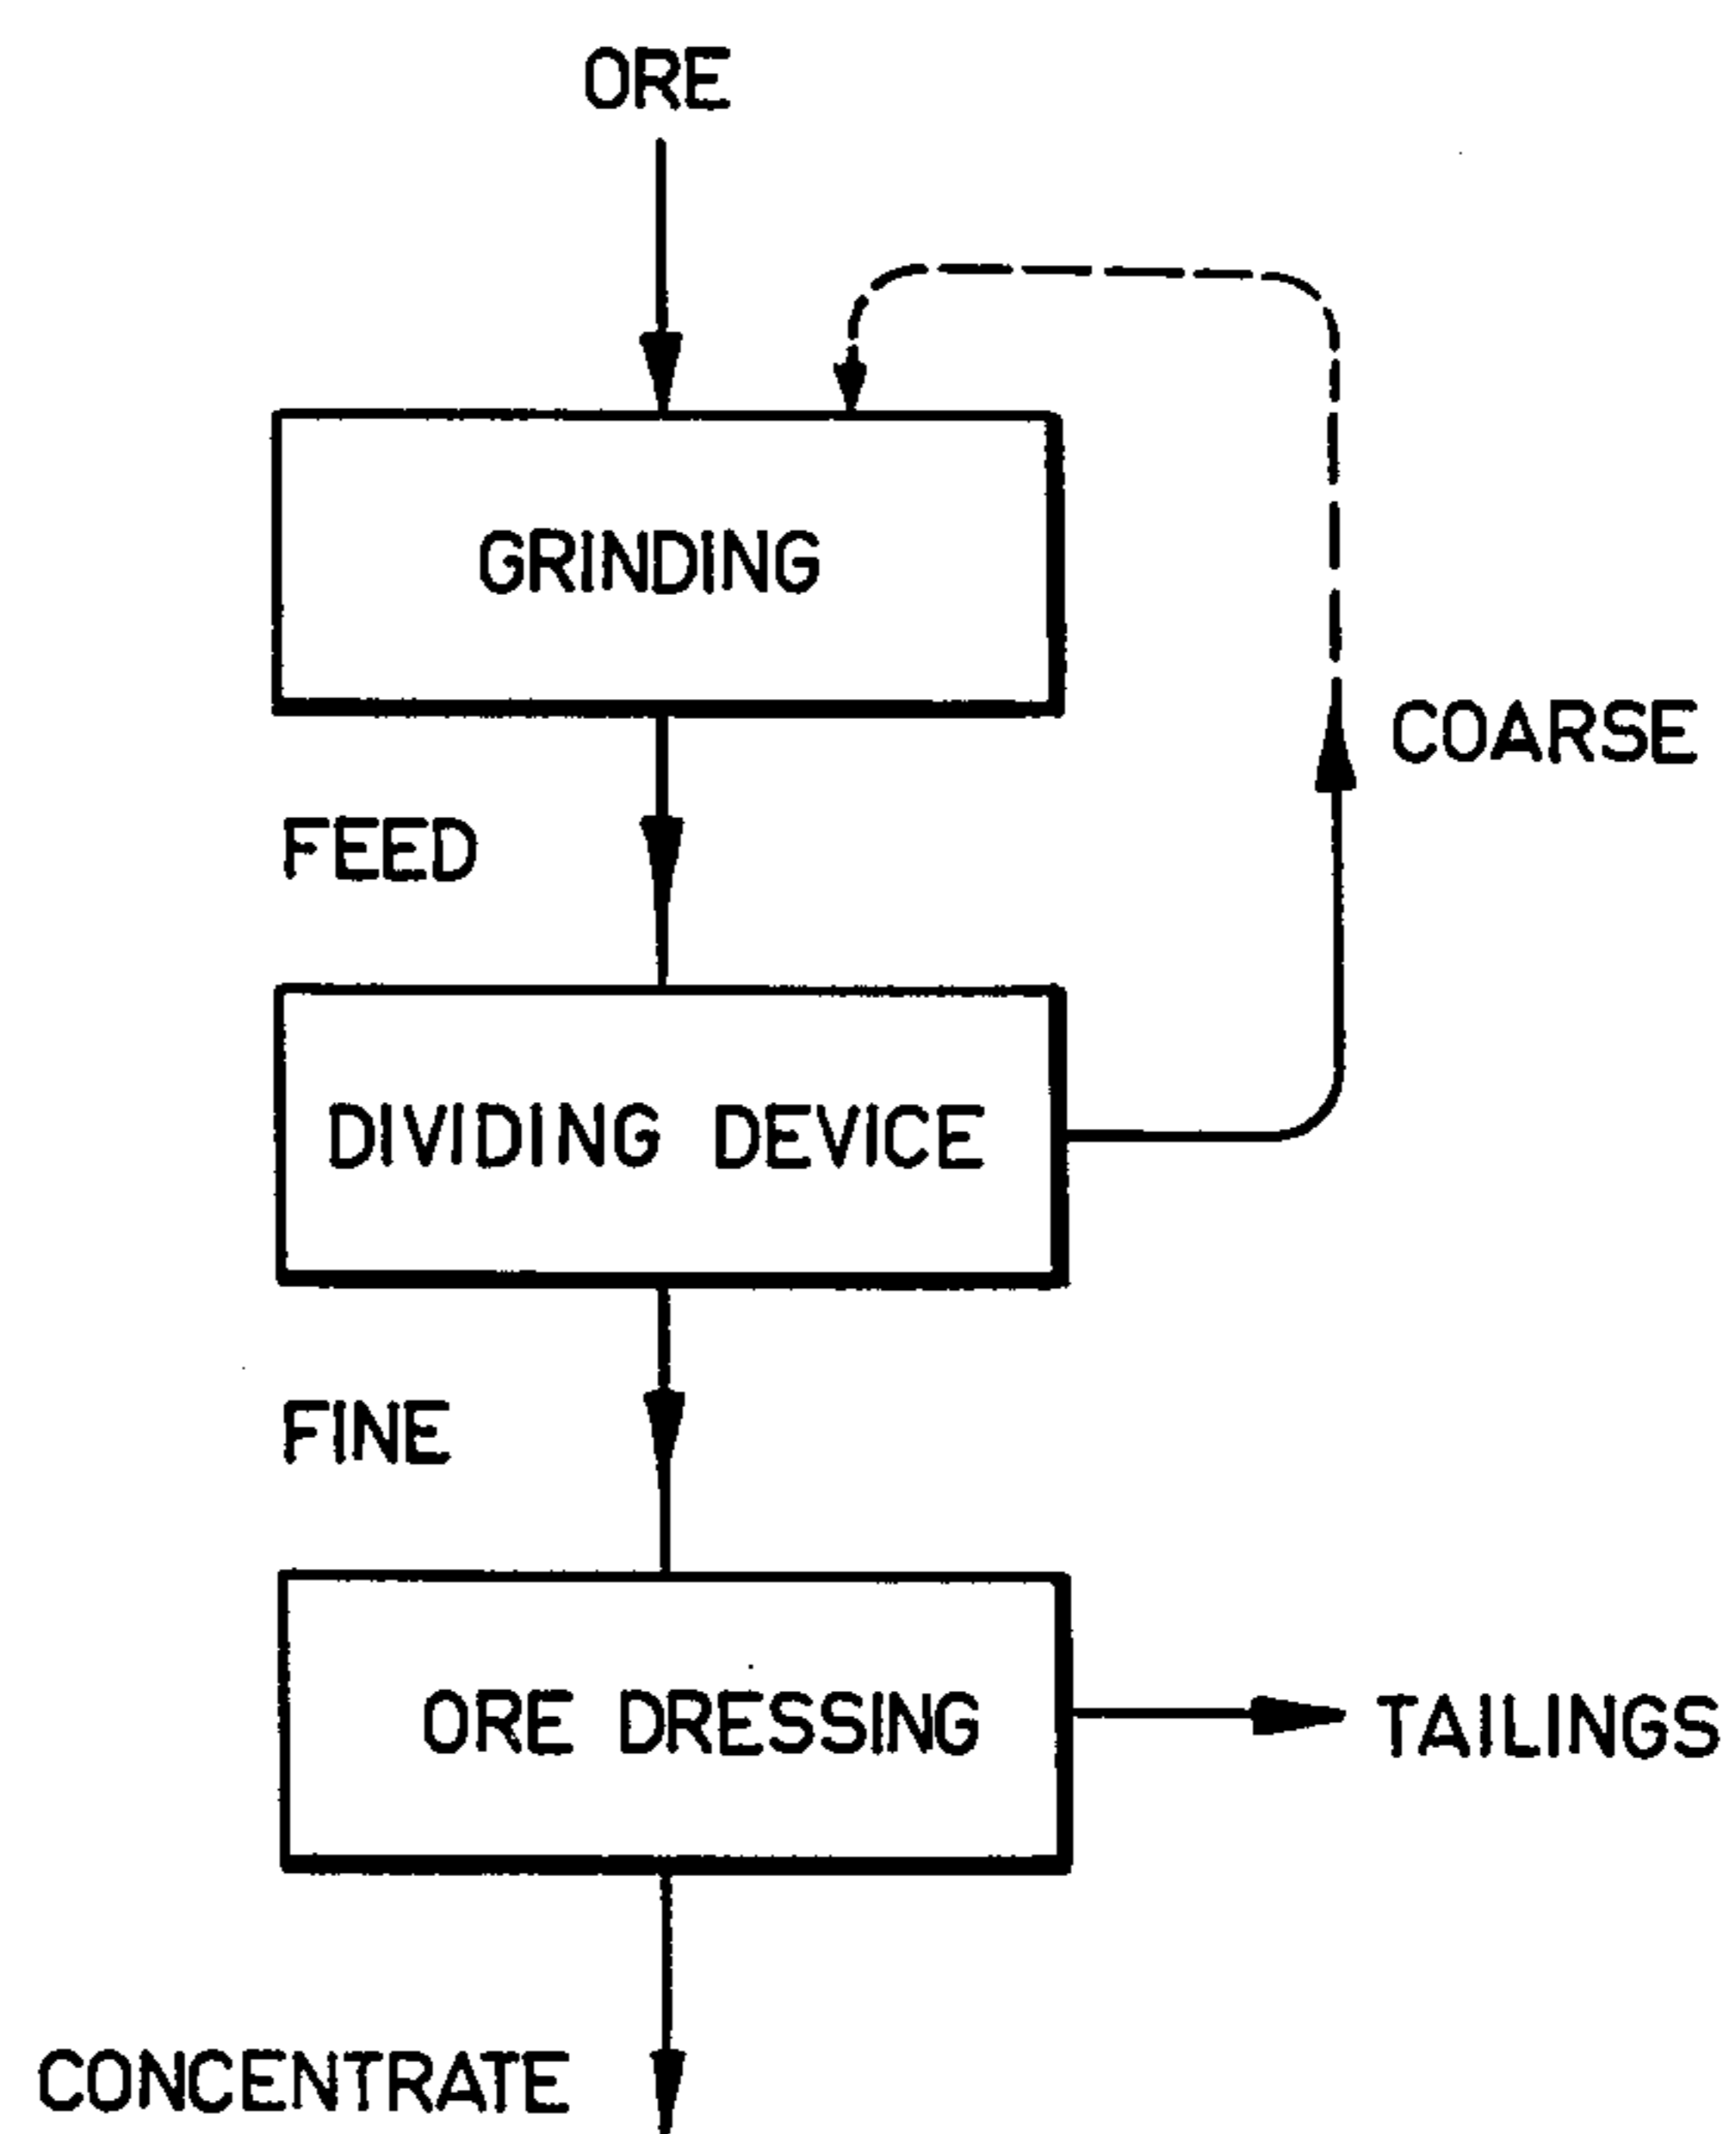 ORE
GRINDING
COARSE
FEED
DIVIDING DEVICE
FINE
ORE DRESSING
TAILINGS
CONCENTRATE